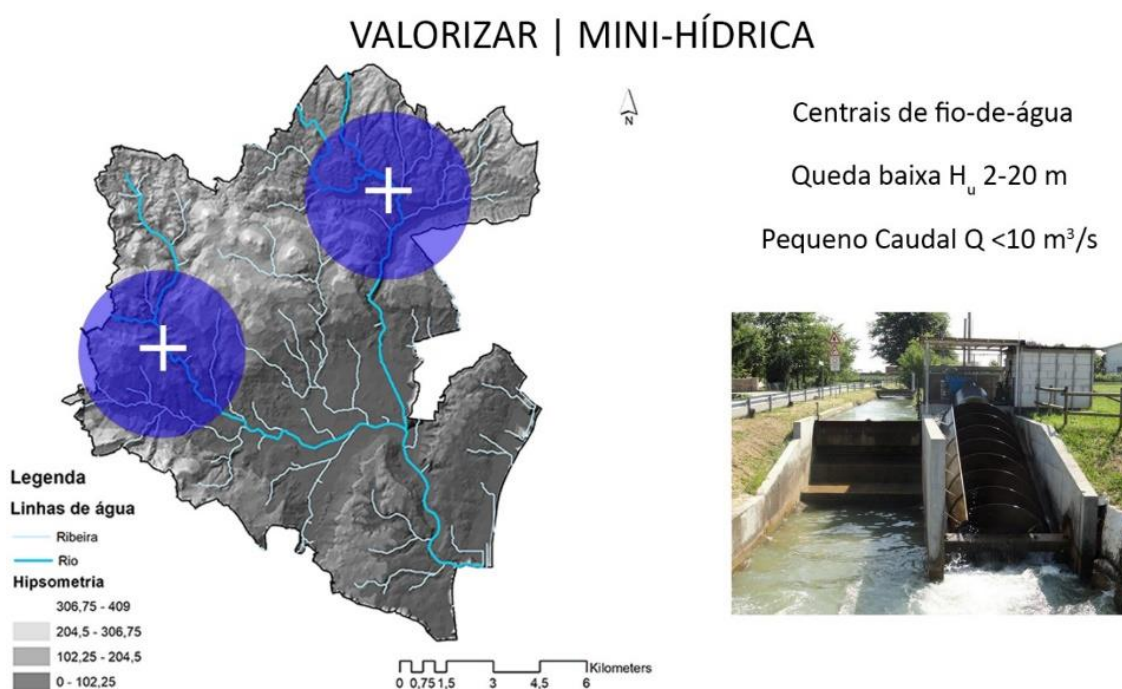 VALORIZAR | MINI-HÍDRICA
N
Centrais de fio-de-água
Queda baixa Hu 2-20 m
Pequeno Caudal Q <10 m³/s
Legenda
Linhas de água
Ribeira
Rio
Hipsometria
306,75 - 409
204,5 - 306,75
102,25 - 204,5
0 - 102,25
Kilometers
0 0,75 1,5 3 4,5 6